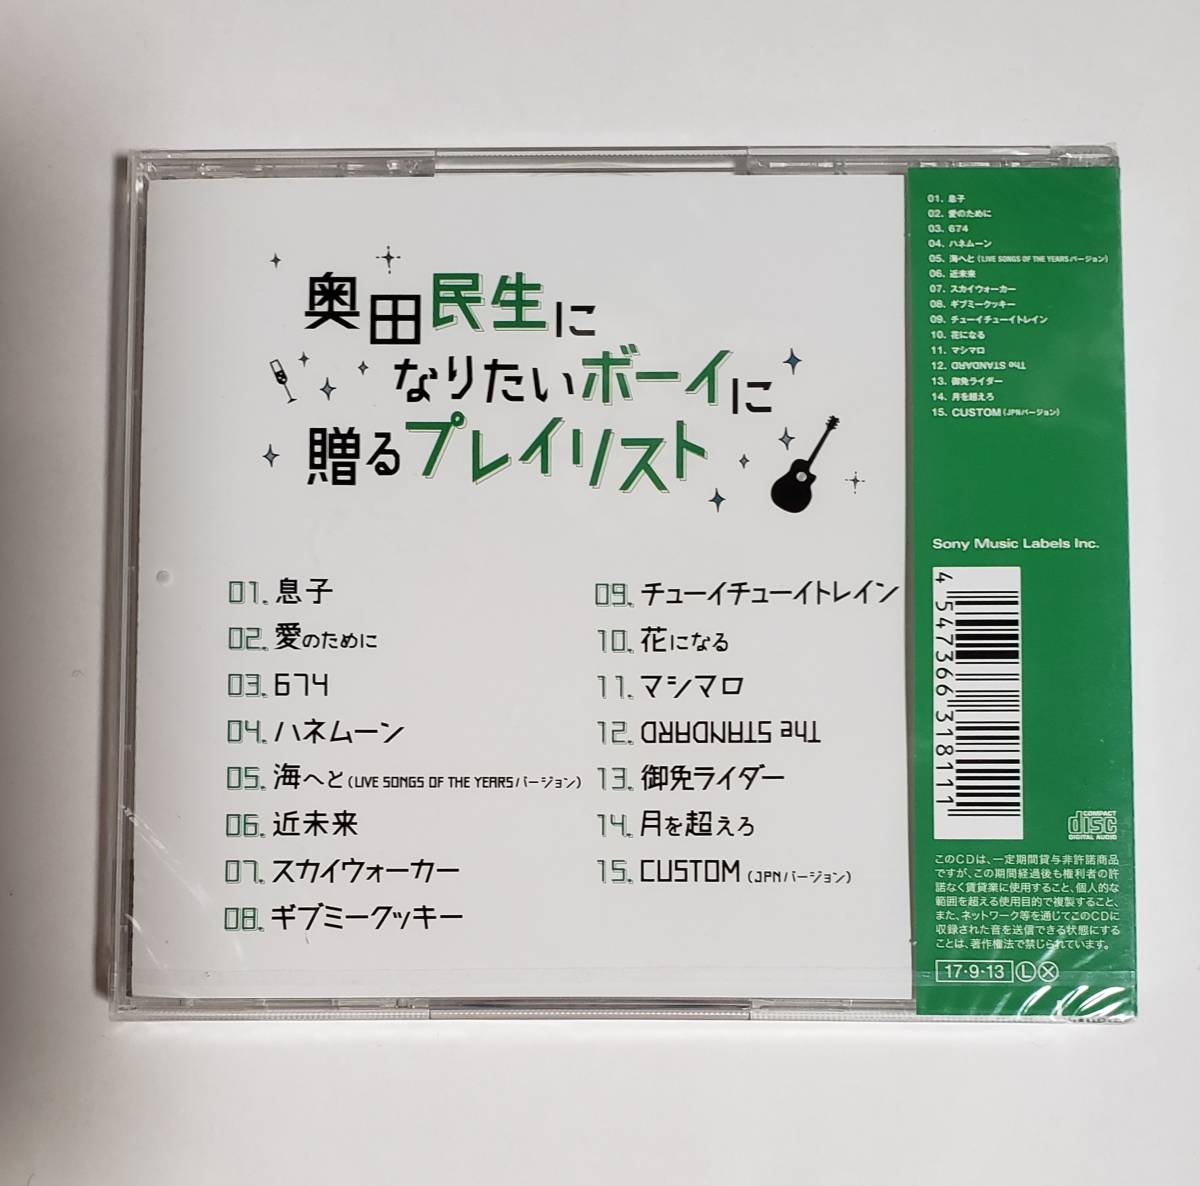 奥田民生に
なりたいボーイに
贈るプレイリスト
01. 息子
02. 愛のために
03. 674
04. ハネムーン
05. 海へと (LIVE SONGS OF THE YEARSバージョン)
06. 近未来
07. スカイウォーカー
08. ギブミークッキー
09. チューイチューイトレイン
10. 花になる
11. マシマロ
12. The STANDARD
13. 御免ライダー
14. 月を超えろ
15. CUSTOM (JPNバージョン)
01. 息子
02. 愛のために
03. 674
04. ハネムーン
05. 海へと (LIVE SONGS OF THE YEARSバージョン)
06. 近未来
07. スカイウォーカー
08. ギブミークッキー
09. チューイチューイトレイン
10. 花になる
11. マシマロ
12. The STANDARD
13. 御免ライダー
14. 月を超えろ
15. CUSTOM (JPNバージョン)
Sony Music Labels Inc.
4 547366 318111
COMPACT
disc
DIGITAL AUDIO
このCDは、一定期間貸与非許諾商品
ですが、この期間経過後も権利者の許
諾なく賃貸業に使用すること、個人的な
範囲を超える使用目的で複製すること、
また、ネットワーク等を通じてこのCDに
収録された音を送信できる状態にする
ことは、著作権法で禁じられています。
17・9・13 Ⓛ Ⓧ